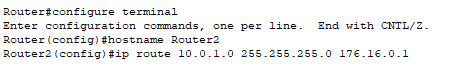 Router#configure terminal
Enter configuration commands, one per line.  End with CNTL/Z.
Router(config)#hostname Router2
Router2(config)#ip route 10.0.1.0 255.255.255.0 176.16.0.1